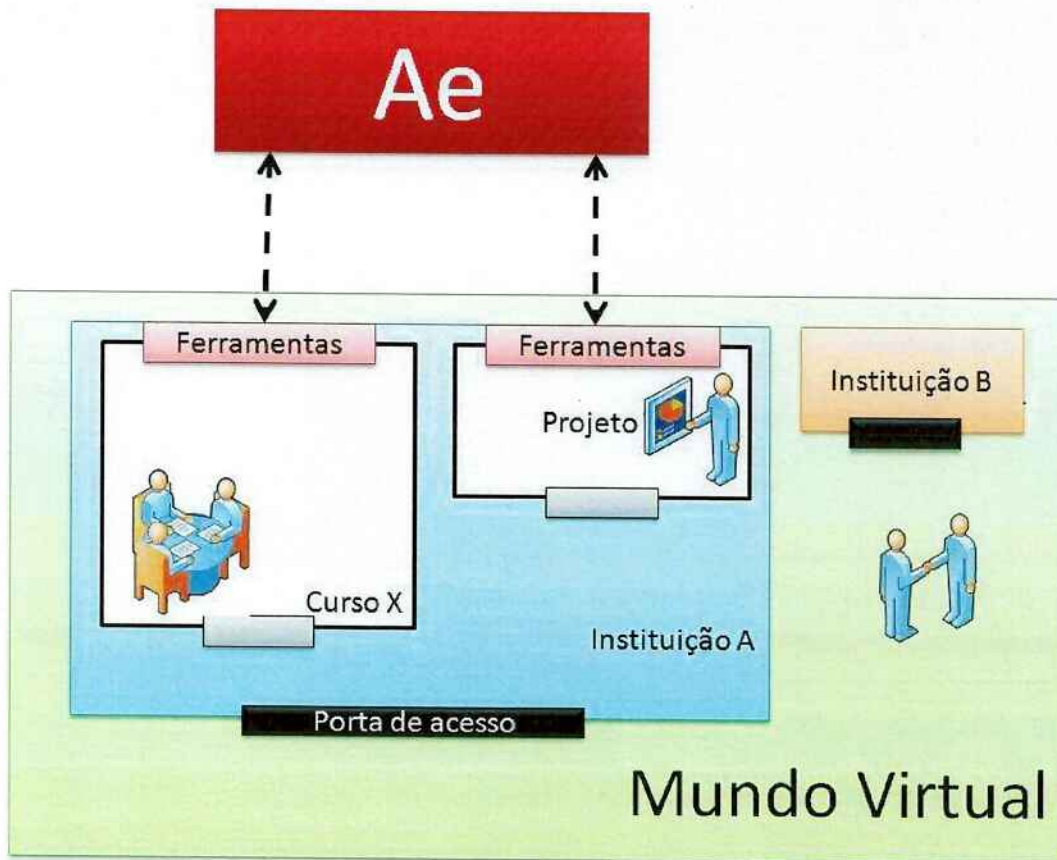 Ae
Ferramentas
Ferramentas
Projeto
Instituição B
Curso X
Instituição A
Porta de acesso
Mundo Virtual